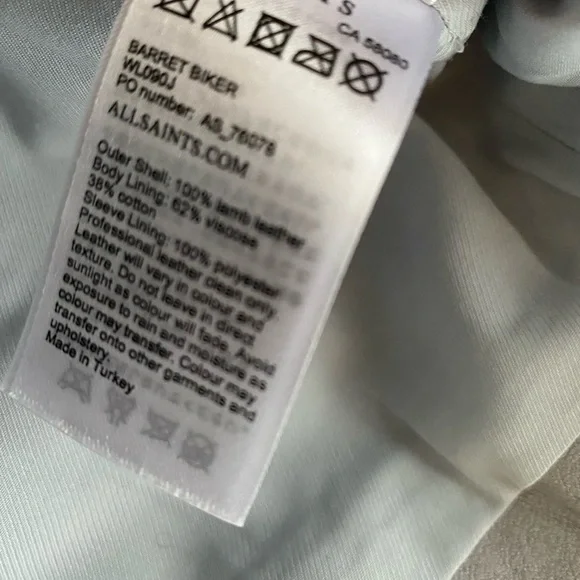 CA 58080
BARRET BIKER
WL090J
PO number: AS_76076
ALLSAINTS.COM
Outer Shell: 100% lamb leather
Body Lining: 62% viscose
38% cotton
Sleeve Lining: 100% polyester
Professional leather clean only.
Leather will vary in colour and
texture. Do not leave in direct
sunlight as colour will fade. Avoid
exposure to rain and moisture as
colour may transfer. Colour may
transfer onto other garments and
upholstery.
Made in Turkey